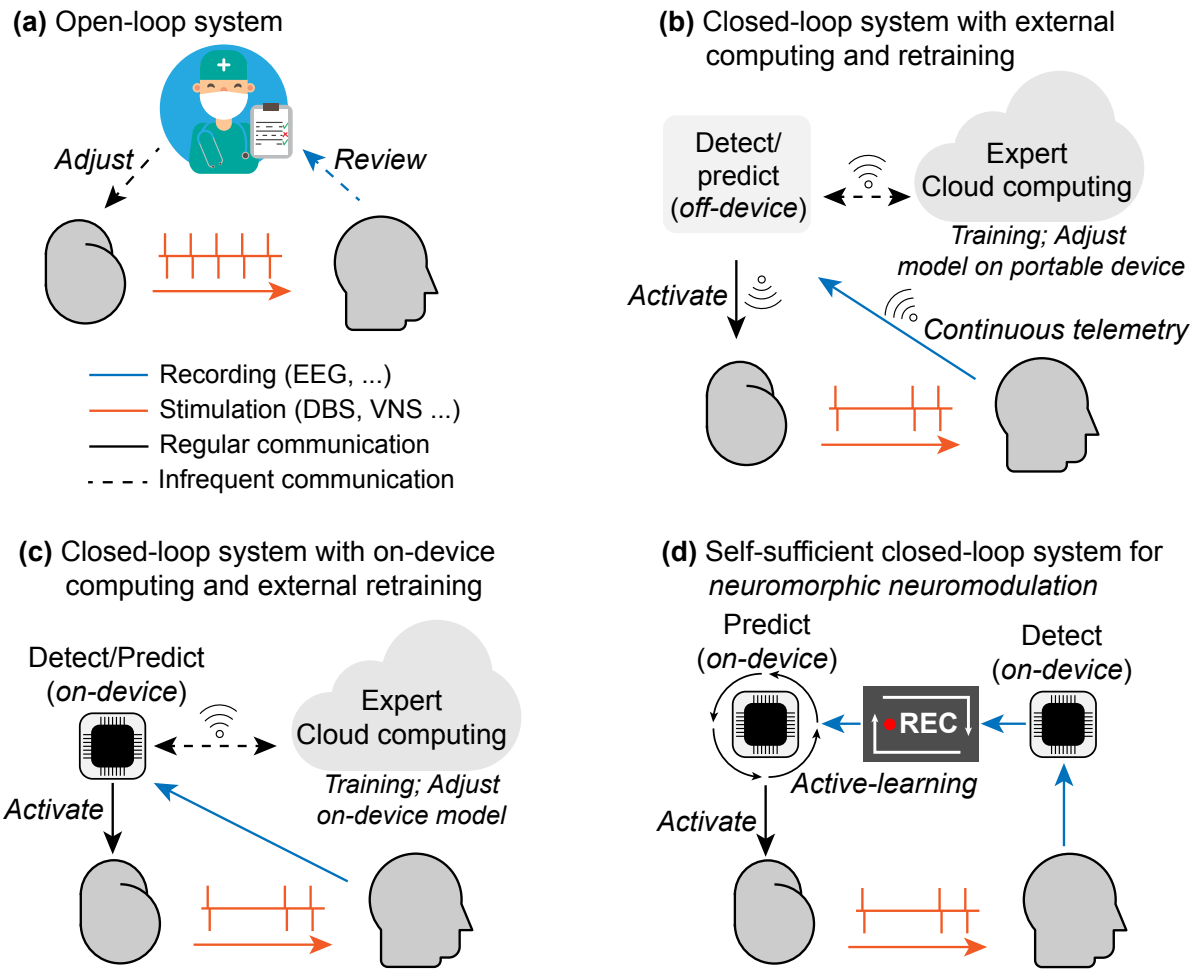 (a) Open-loop system
Adjust
Review
Recording (EEG, ...)
Stimulation (DBS, VNS ...)
Regular communication
Infrequent communication
(b) Closed-loop system with external
computing and retraining
Detect/
predict
(off-device)
Expert
Cloud computing
Training; Adjust
model on portable device
Activate
Continuous telemetry
(c) Closed-loop system with on-device
computing and external retraining
Detect/Predict
(on-device)
Expert
Cloud computing
Training; Adjust
on-device model
Activate
(d) Self-sufficient closed-loop system for
neuromorphic neuromodulation
Predict
(on-device)
Detect
(on-device)
REC
Active-learning
Activate